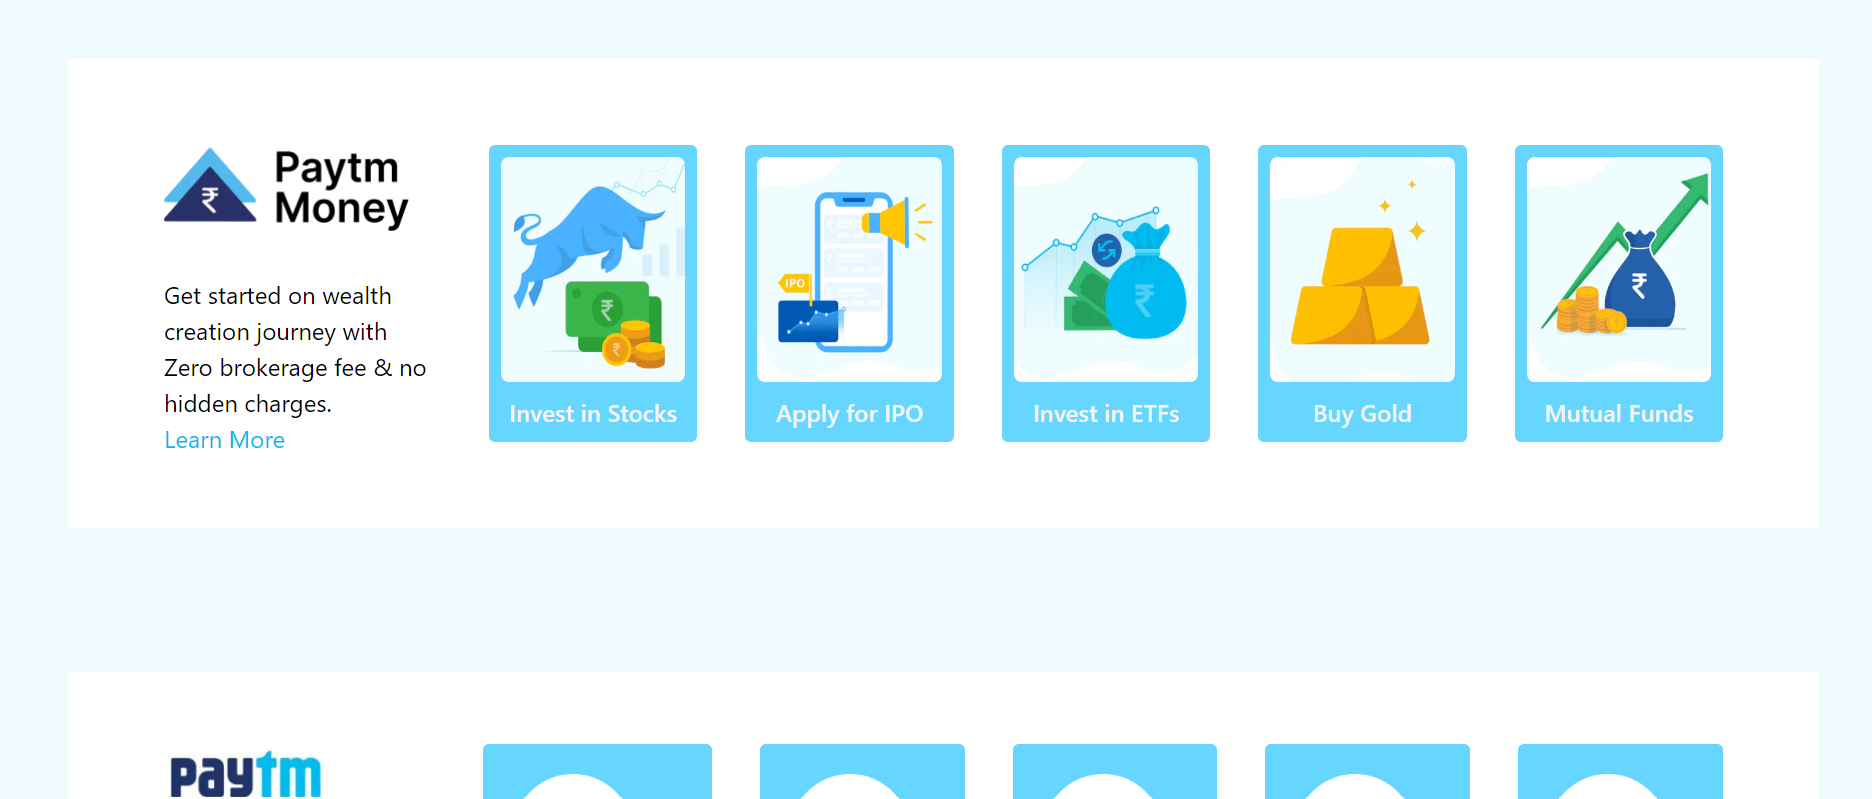 Paytm
Money
Get started on wealth
creation journey with
Zero brokerage fee & no
hidden charges.
Learn More
₹
₹
₹
Invest in Stocks
IPO
Apply for IPO
₹
Invest in ETFs
Buy Gold
₹
Mutual Funds
paytm